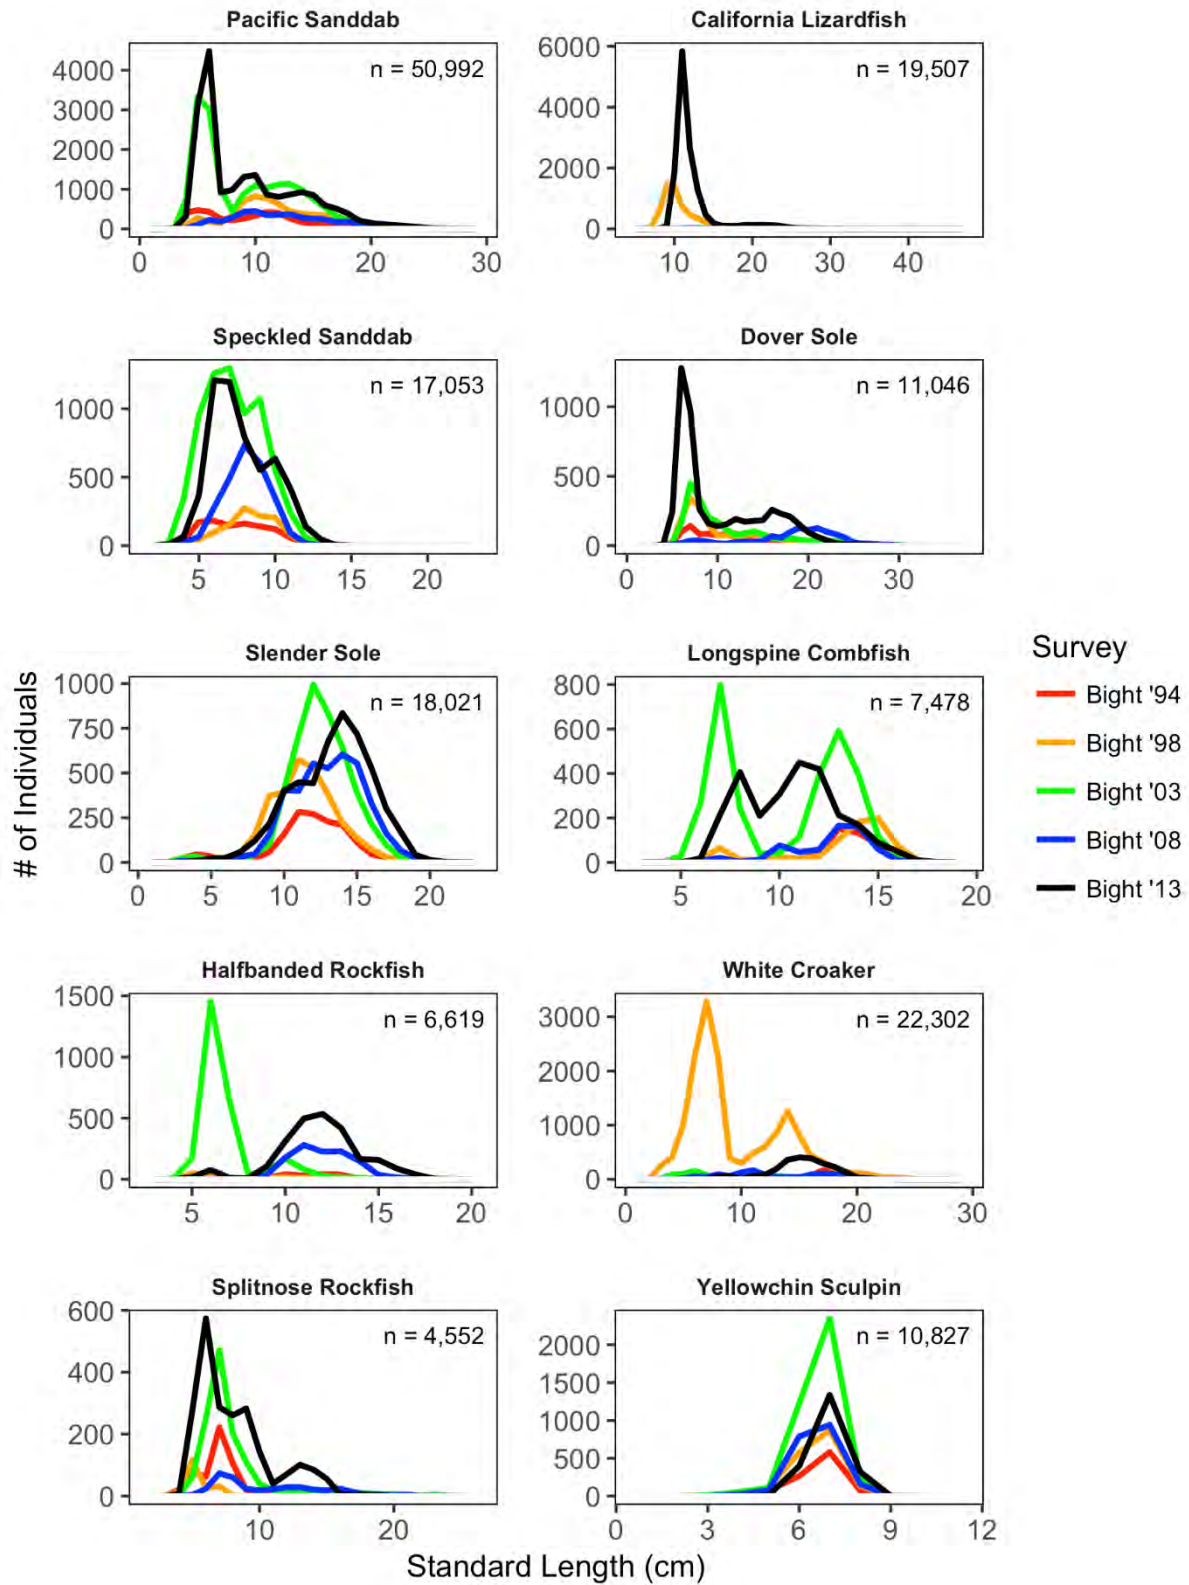 Pacific Sanddab
n = 50,992
4000
3000
2000
1000
0
0 10 20 30
California Lizardfish
n = 19,507
6000
4000
2000
0
10 20 30 40
Speckled Sanddab
n = 17,053
1000
500
0
5 10 15 20
Dover Sole
n = 11,046
1000
500
0
0 10 20 30
Slender Sole
n = 18,021
1000
750
500
250
0
0 5 10 15 20
Longspine Combfish
n = 7,478
800
600
400
200
0
5 10 15 20
Halfbanded Rockfish
n = 6,619
1500
1000
500
0
5 10 15 20
White Croaker
n = 22,302
3000
2000
1000
0
0 10 20 30
Splitnose Rockfish
n = 4,552
600
400
200
0
10 20
Yellowchin Sculpin
n = 10,827
2000
1500
1000
500
0
0 3 6 9 12
# of Individuals
Standard Length (cm)
Survey
Bight '94
Bight '98
Bight '03
Bight '08
Bight '13